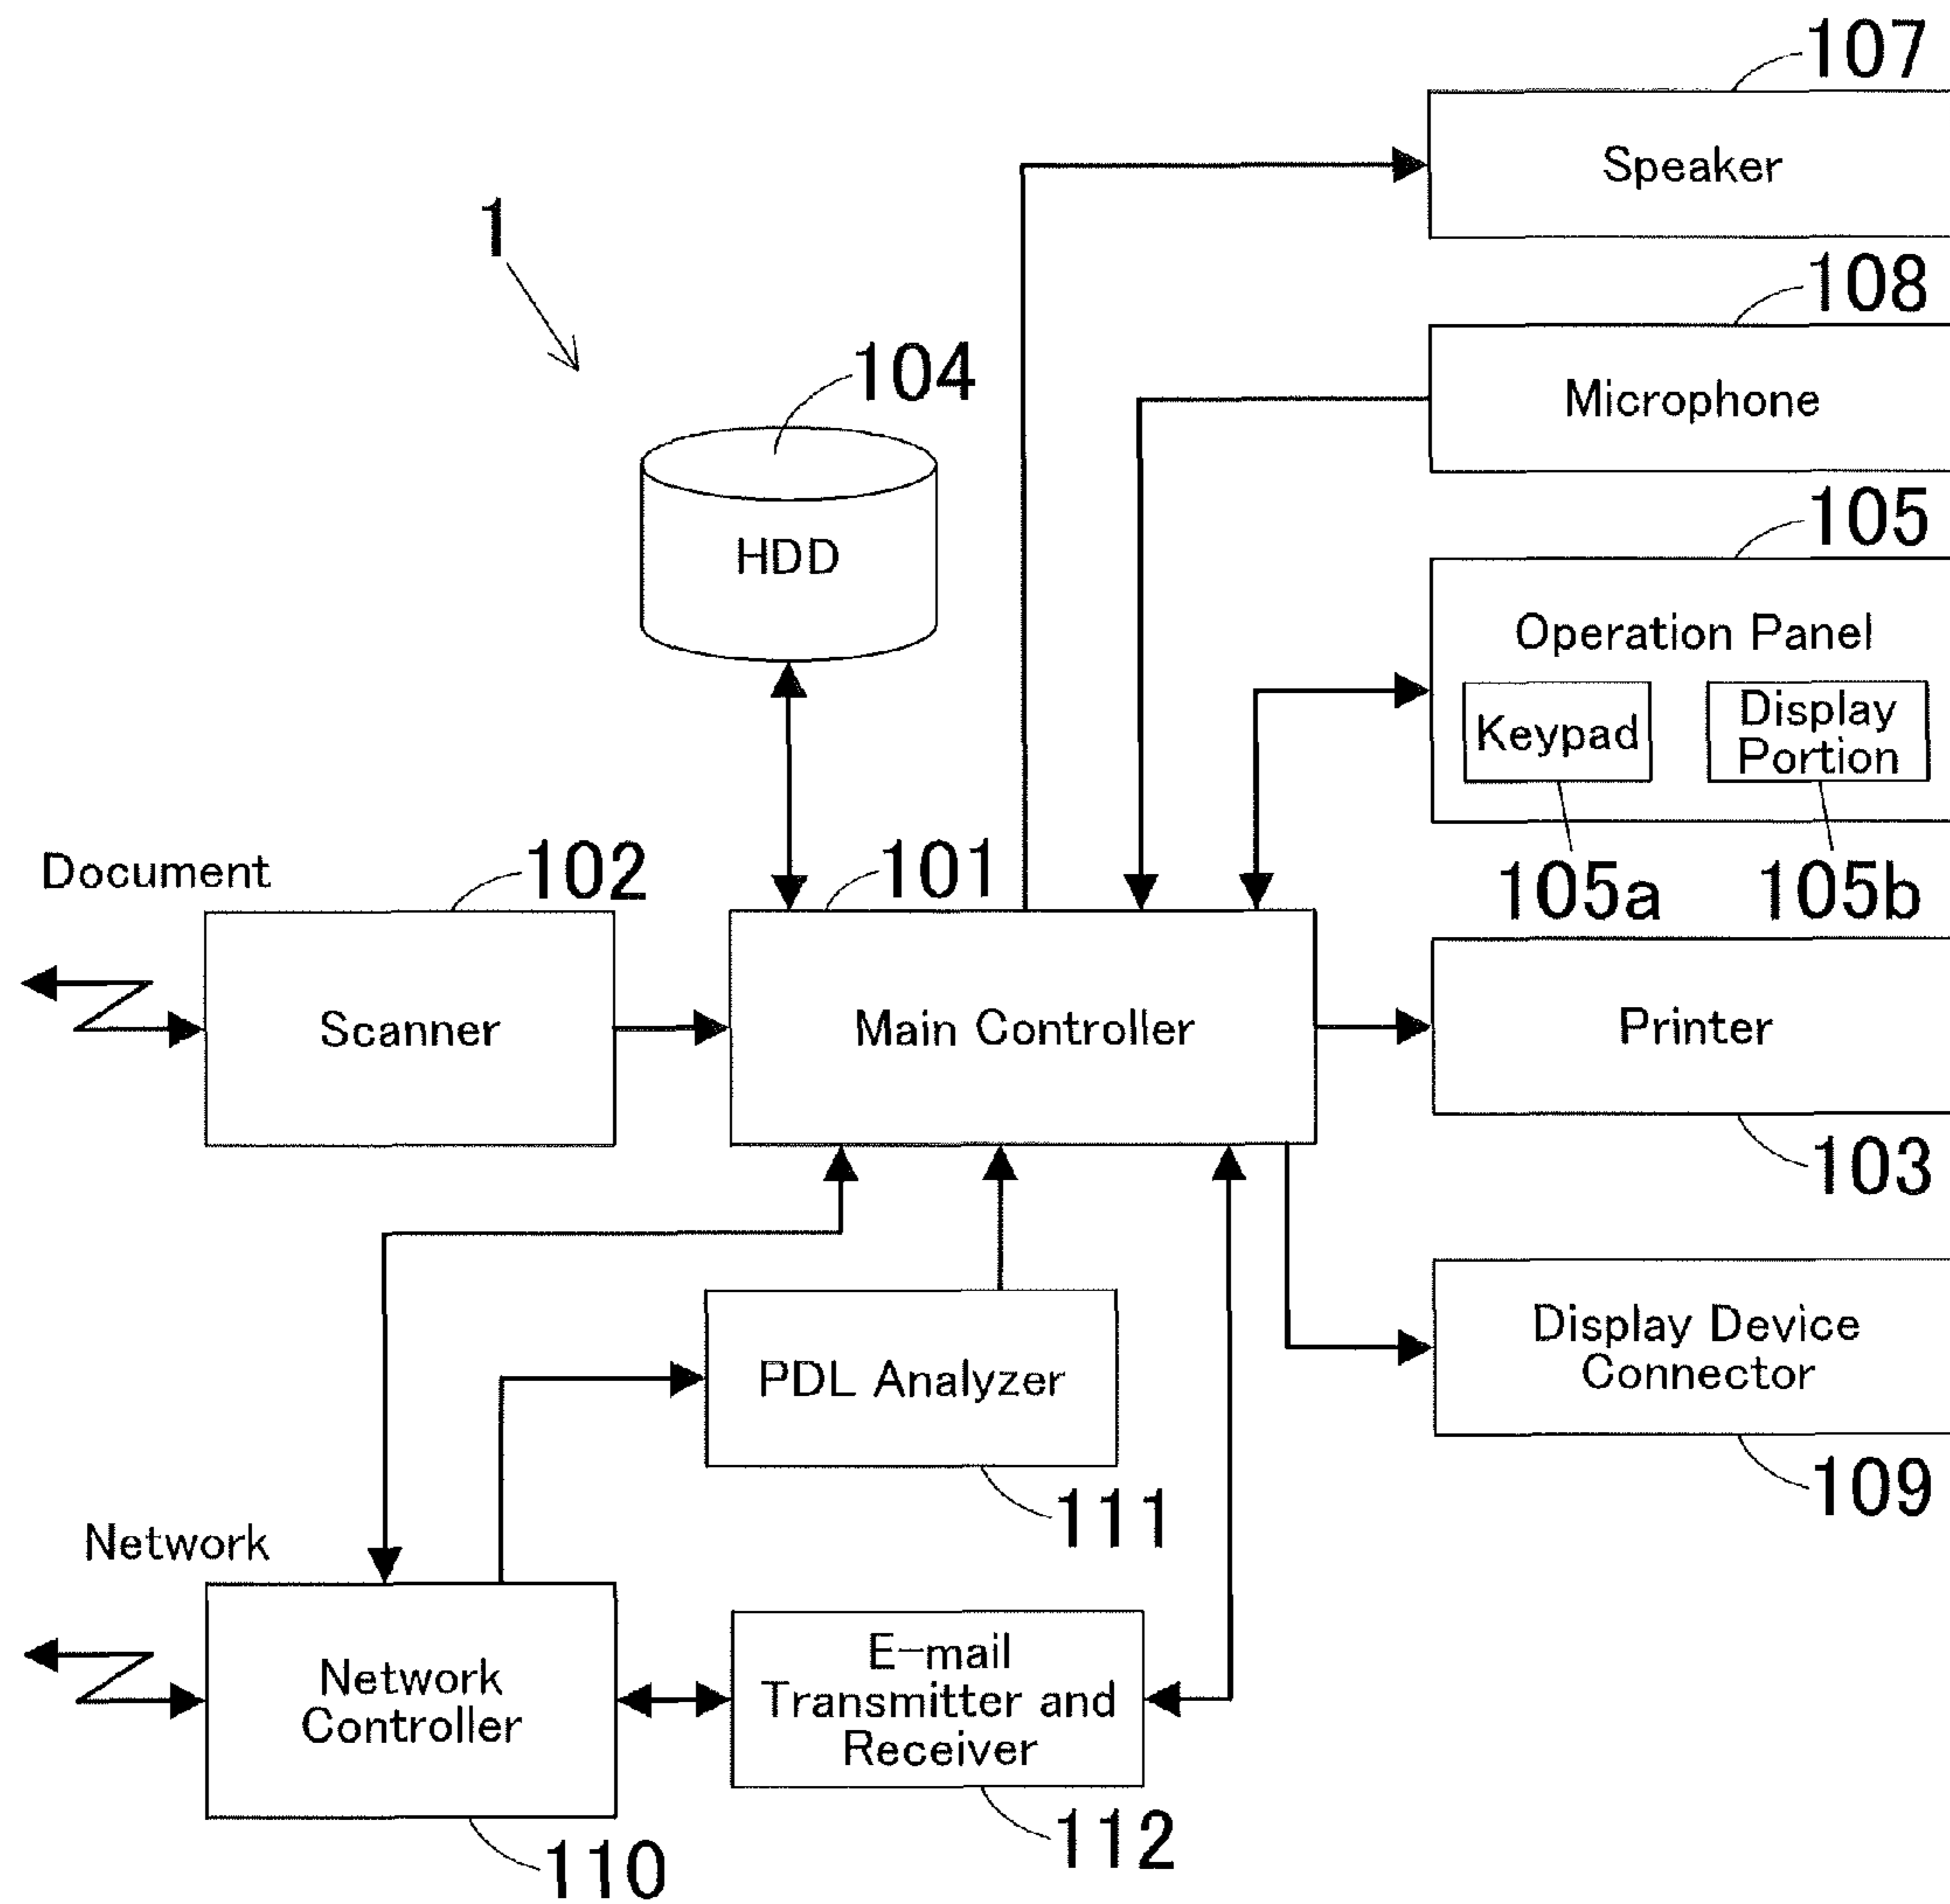 107
Speaker
1
108
Microphone
104
HDD
105
Operation Panel
Keypad
Display
Portion
105a
105b
Document
102
Scanner
101
Main Controller
Printer
103
Display Device
Connector
109
PDL Analyzer
111
Network
Network
Controller
110
E-mail
Transmitter and
Receiver
112